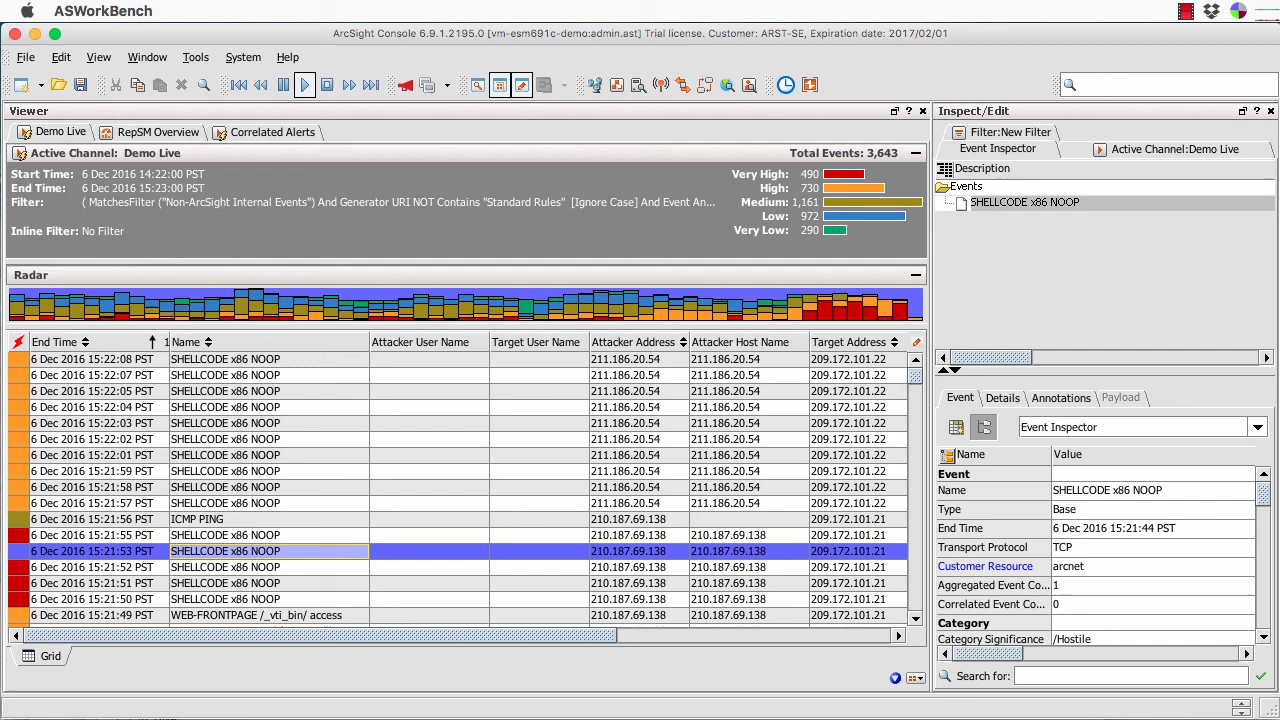 ASWorkBench
ArcSight Console 6.9.1.2195.0 [vm-esm691c-demo:admin.ast] Trial license. Customer: ARST-SE, Expiration date: 2017/02/01
File Edit View Window Tools System Help
Viewer
Demo Live RepSM Overview Correlated Alerts
Active Channel: Demo Live Total Events: 3,643
Start Time: 6 Dec 2016 14:22:00 PST Very High: 490
End Time: 6 Dec 2016 15:23:00 PST High: 730
Filter: ( MatchesFilter ("Non-ArcSight Internal Events") And Generator URI NOT Contains "Standard Rules" [Ignore Case] And Event An... Medium: 1,161
Low: 972
Inline Filter: No Filter Very Low: 290
Radar
End Time 1 Name Attacker User Name Target User Name Attacker Address Attacker Host Name Target Address
6 Dec 2016 15:22:08 PST SHELLCODE x86 NOOP 211.186.20.54 211.186.20.54 209.172.101.22
6 Dec 2016 15:22:07 PST SHELLCODE x86 NOOP 211.186.20.54 211.186.20.54 209.172.101.22
6 Dec 2016 15:22:05 PST SHELLCODE x86 NOOP 211.186.20.54 211.186.20.54 209.172.101.22
6 Dec 2016 15:22:04 PST SHELLCODE x86 NOOP 211.186.20.54 211.186.20.54 209.172.101.22
6 Dec 2016 15:22:03 PST SHELLCODE x86 NOOP 211.186.20.54 211.186.20.54 209.172.101.22
6 Dec 2016 15:22:02 PST SHELLCODE x86 NOOP 211.186.20.54 211.186.20.54 209.172.101.22
6 Dec 2016 15:22:01 PST SHELLCODE x86 NOOP 211.186.20.54 211.186.20.54 209.172.101.22
6 Dec 2016 15:21:59 PST SHELLCODE x86 NOOP 211.186.20.54 211.186.20.54 209.172.101.22
6 Dec 2016 15:21:58 PST SHELLCODE x86 NOOP 211.186.20.54 211.186.20.54 209.172.101.22
6 Dec 2016 15:21:57 PST SHELLCODE x86 NOOP 211.186.20.54 211.186.20.54 209.172.101.22
6 Dec 2016 15:21:56 PST ICMP PING 210.187.69.138 209.172.101.21
6 Dec 2016 15:21:55 PST SHELLCODE x86 NOOP 210.187.69.138 210.187.69.138 209.172.101.21
6 Dec 2016 15:21:53 PST SHELLCODE x86 NOOP 210.187.69.138 210.187.69.138 209.172.101.21
6 Dec 2016 15:21:52 PST SHELLCODE x86 NOOP 210.187.69.138 210.187.69.138 209.172.101.21
6 Dec 2016 15:21:51 PST SHELLCODE x86 NOOP 210.187.69.138 210.187.69.138 209.172.101.21
6 Dec 2016 15:21:50 PST SHELLCODE x86 NOOP 210.187.69.138 210.187.69.138 209.172.101.21
6 Dec 2016 15:21:49 PST WEB-FRONTPAGE /_vti_bin/ access 210.187.69.138 210.187.69.138 209.172.101.21
Grid
Inspect/Edit
Filter:New Filter
Event Inspector Active Channel:Demo Live
Description
Events
SHELLCODE x86 NOOP
Event Details Annotations Payload
Event Inspector
Name Value
Event
Name SHELLCODE x86 NOOP
Type Base
End Time 6 Dec 2016 15:21:44 PST
Transport Protocol TCP
Customer Resource arcnet
Aggregated Event Co... 1
Correlated Event Co... 0
Category
Category Significance /Hostile
Search for: